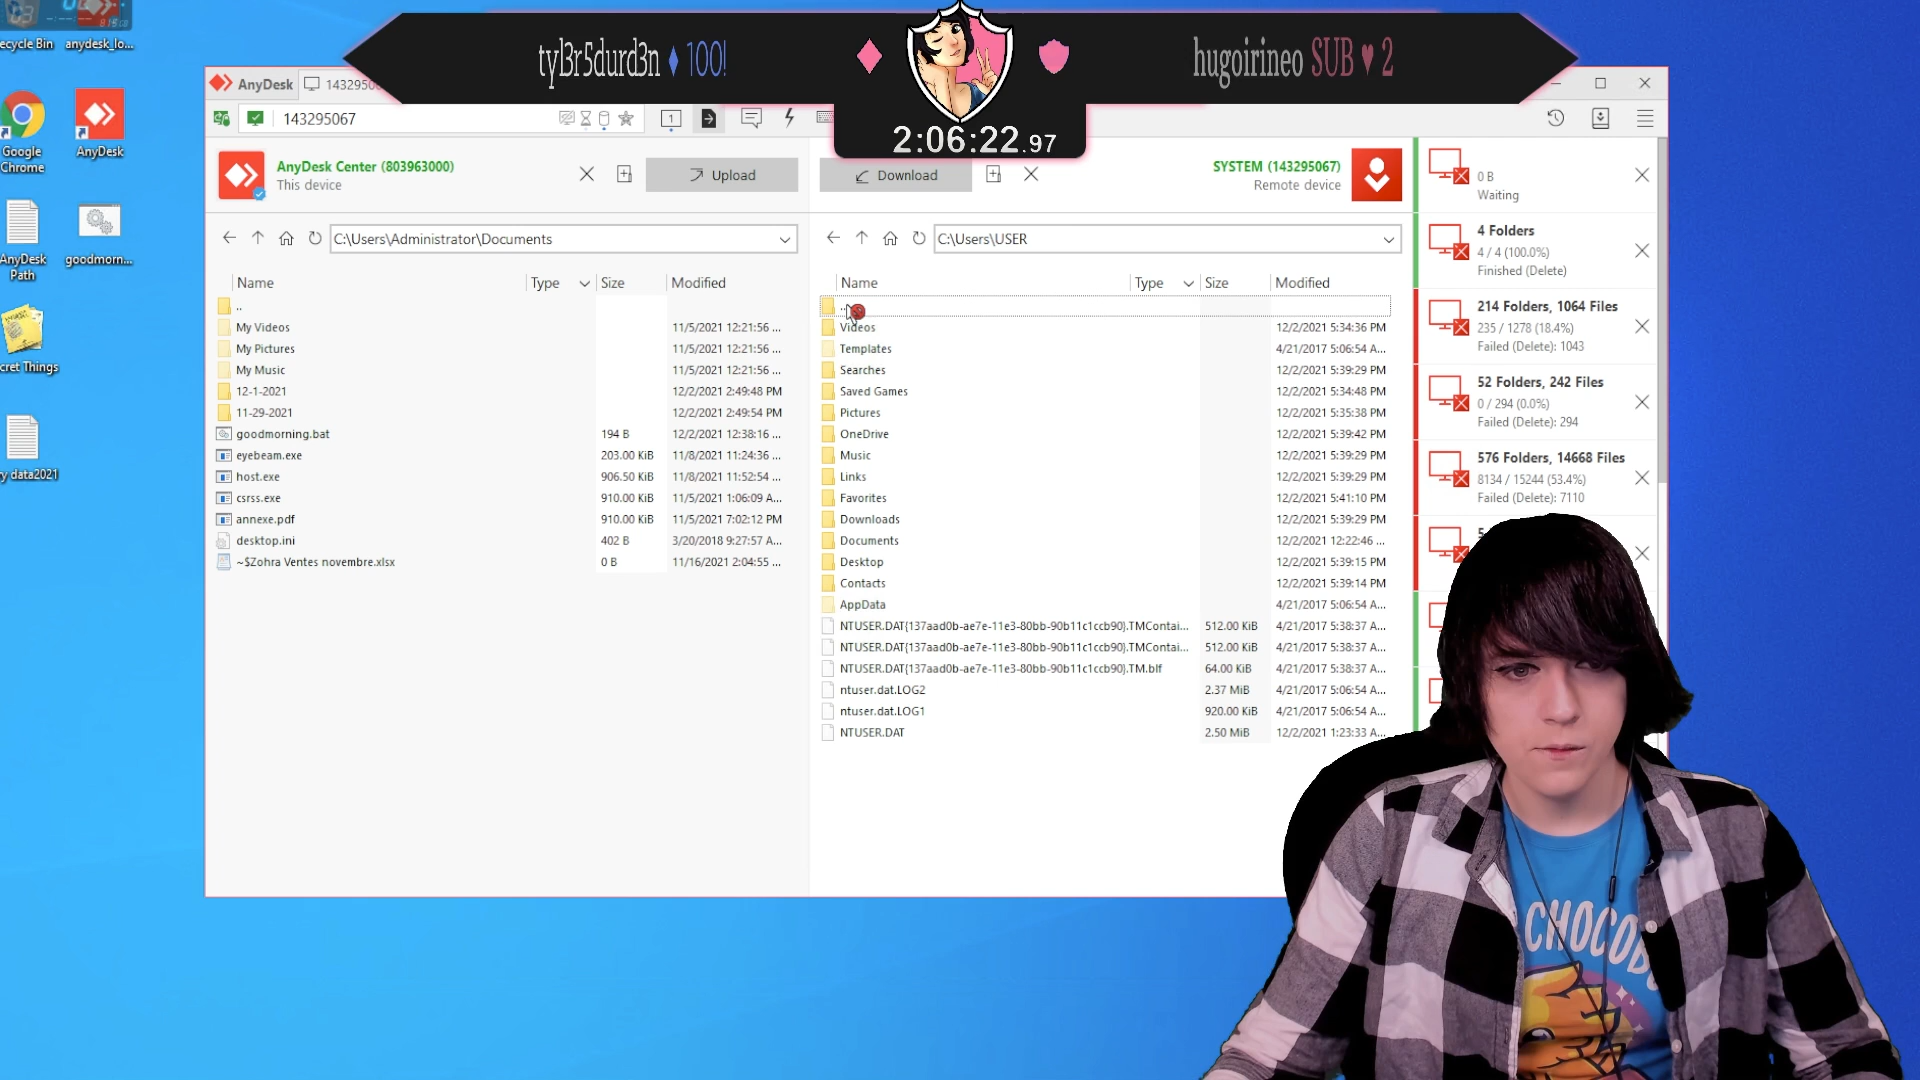 tyl3r5durd3n 100!
hugoirineo SUB ♥ 2
2:06:22.97
anydesk_lo...
Google
Chrome
AnyDesk
goodmorn...
AnyDesk
Path
AnyDesk
143295067
1
AnyDesk Center (803963000)
This device
Upload
Download
SYSTEM (143295067)
Remote device
C:\Users\Administrator\Documents
Name Type Size Modified
..
My Videos 11/5/2021 12:21:56 ...
My Pictures 11/5/2021 12:21:56 ...
My Music 11/5/2021 12:21:56 ...
12-1-2021 12/2/2021 2:49:48 PM
11-29-2021 12/2/2021 2:49:54 PM
goodmorning.bat 194 B 12/2/2021 12:38:16 ...
eyebeam.exe 203.00 KiB 11/8/2021 11:24:36 ...
host.exe 906.50 KiB 11/8/2021 11:52:54 ...
csrss.exe 910.00 KiB 11/5/2021 1:06:09 A...
annexe.pdf 910.00 KiB 11/5/2021 7:02:12 PM
desktop.ini 402 B 3/20/2018 9:27:57 A...
~$Zohra Ventes novembre.xlsx 0 B 11/16/2021 2:04:55 ...
C:\Users\USER
Name Type Size Modified
Videos 12/2/2021 5:34:36 PM
Templates 4/21/2017 5:06:54 A...
Searches 12/2/2021 5:39:29 PM
Saved Games 12/2/2021 5:34:48 PM
Pictures 12/2/2021 5:35:38 PM
OneDrive 12/2/2021 5:39:42 PM
Music 12/2/2021 5:39:29 PM
Links 12/2/2021 5:39:29 PM
Favorites 12/2/2021 5:41:10 PM
Downloads 12/2/2021 5:39:29 PM
Documents 12/2/2021 12:22:46 ...
Desktop 12/2/2021 5:39:15 PM
Contacts 12/2/2021 5:39:14 PM
AppData 4/21/2017 5:06:54 A...
NTUSER.DAT{137aad0b-ae7e-11e3-80bb-90b11c1ccb90}.TMContai... 512.00 KiB 4/21/2017 5:38:37 A...
NTUSER.DAT{137aad0b-ae7e-11e3-80bb-90b11c1ccb90}.TMContai... 512.00 KiB 4/21/2017 5:38:37 A...
NTUSER.DAT{137aad0b-ae7e-11e3-80bb-90b11c1ccb90}.TM.blf 64.00 KiB 4/21/2017 5:38:37 A...
ntuser.dat.LOG2 2.37 MiB 4/21/2017 5:06:54 A...
ntuser.dat.LOG1 920.00 KiB 4/21/2017 5:06:54 A...
NTUSER.DAT 2.50 MiB 12/2/2021 1:23:33 A...
0 B
Waiting
4 Folders
4 / 4 (100.0%)
Finished (Delete)
214 Folders, 1064 Files
235 / 1278 (18.4%)
Failed (Delete): 1043
52 Folders, 242 Files
0 / 294 (0.0%)
Failed (Delete): 294
576 Folders, 14668 Files
8134 / 15244 (53.4%)
Failed (Delete): 7110
CHOCOB